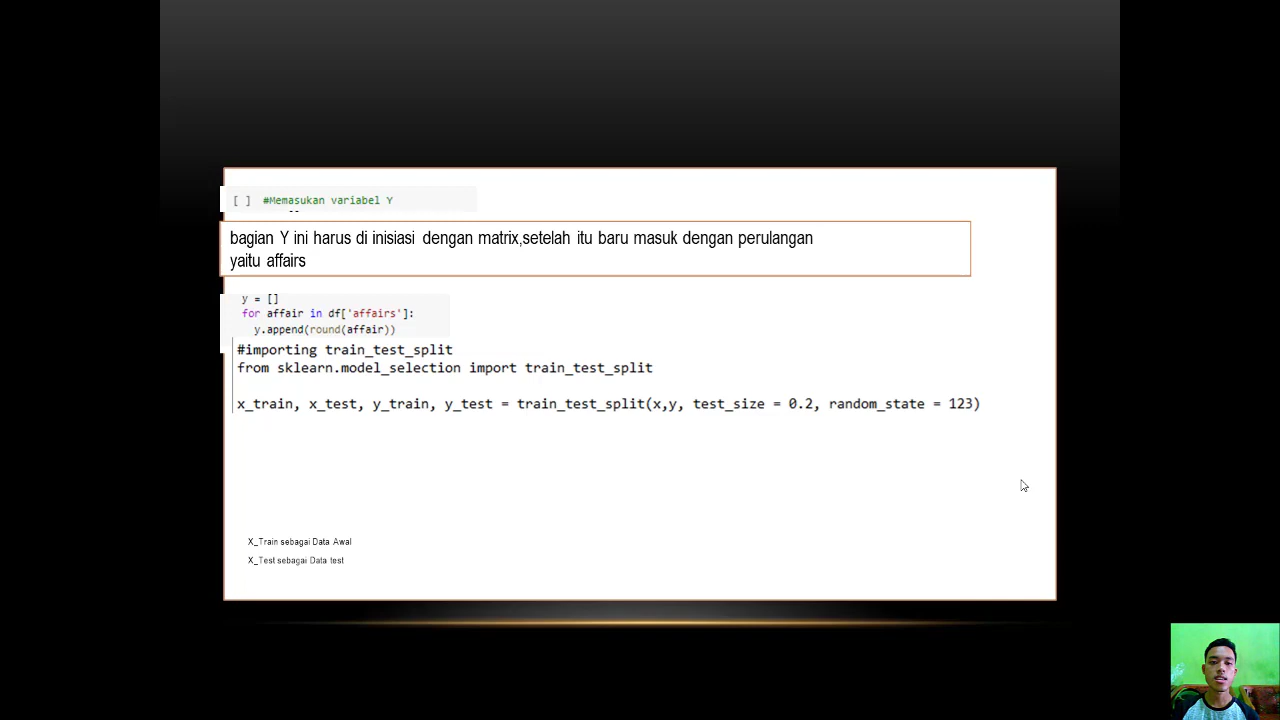 [ ] #Memasukan variabel Y
bagian Y ini harus di inisiasi dengan matrix,setelah itu baru masuk dengan perulangan
yaitu affairs
y = []
for affair in df['affairs']:
y.append(round(affair))
#importing train_test_split
from sklearn.model_selection import train_test_split
x_train, x_test, y_train, y_test = train_test_split(x,y, test_size = 0.2, random_state = 123)
X_Train sebagai Data Awal
X_Test sebagai Data test